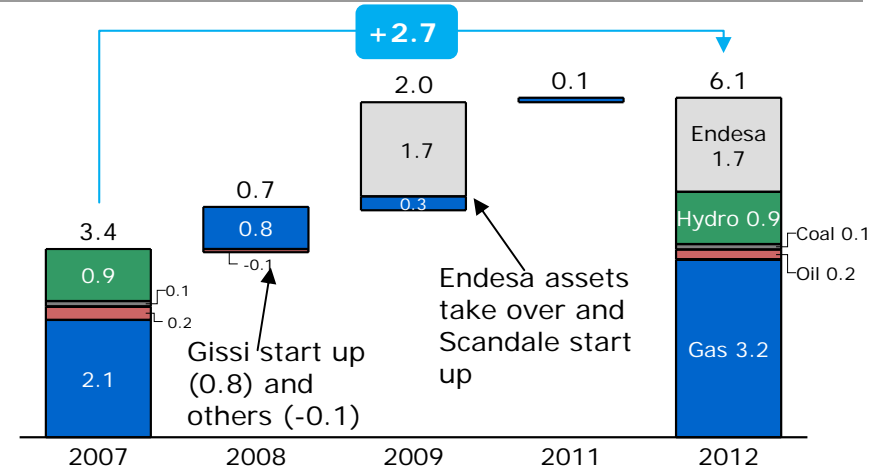 +2.7
2.0
0.1
6.1
Endesa
1.7
1.7
0.7
0.3
0.8
Hydro 0.9
3.4
Coal 0.1
-0.1
0.9
Oil 0.2
0.1
0.2
Endesa assets
take over and
Scandale start
up
Gissi start up
(0.8) and
others (-0.1)
Gas 3.2
2.1
2007
2008
2009
2011
2012